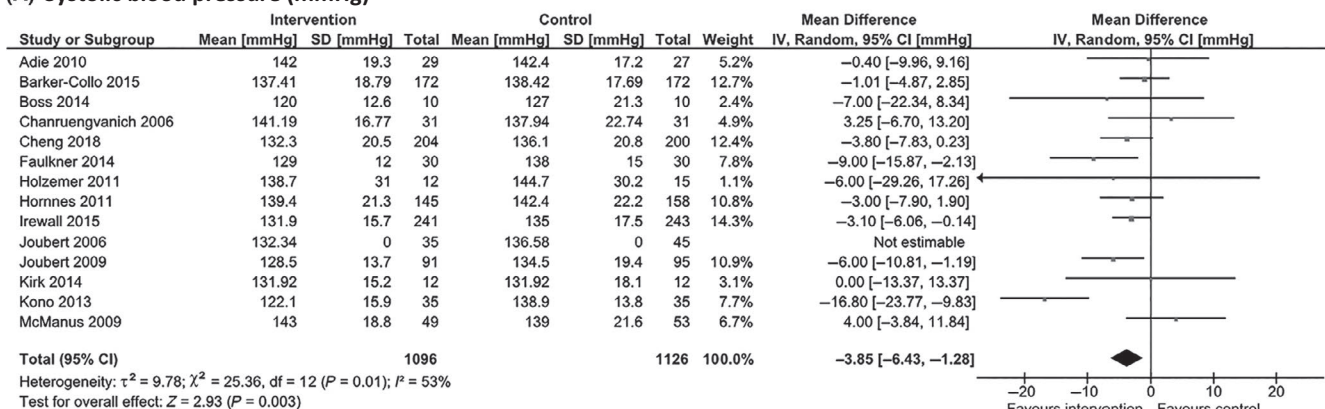 (A) Systolic blood pressure (mmHg)
Intervention Control Mean Difference Mean Difference
Study or Subgroup Mean [mmHg] SD [mmHg] Total Mean [mmHg] SD [mmHg] Total Weight IV, Random, 95% CI [mmHg] IV, Random, 95% CI [mmHg]
Adie 2010 142 19.3 29 142.4 17.2 27 5.2% −0.40 [−9.96, 9.16]
Barker-Collo 2015 137.41 18.79 172 138.42 17.69 172 12.7% −1.01 [−4.87, 2.85]
Boss 2014 120 12.6 10 127 21.3 10 2.4% −7.00 [−22.34, 8.34]
Chanruengvanich 2006 141.19 16.77 31 137.94 22.74 31 4.9% 3.25 [−6.70, 13.20]
Cheng 2018 132.3 20.5 204 136.1 20.8 200 12.4% −3.80 [−7.83, 0.23]
Faulkner 2014 129 12 30 138 15 30 7.8% −9.00 [−15.87, −2.13]
Holzemer 2011 138.7 31 12 144.7 30.2 15 1.1% −6.00 [−29.26, 17.26]
Hornnes 2011 139.4 21.3 145 142.4 22.2 158 10.8% −3.00 [−7.90, 1.90]
Irewall 2015 131.9 15.7 241 135 17.5 243 14.3% −3.10 [−6.06, −0.14]
Joubert 2006 132.34 0 35 136.58 0 45 Not estimable
Joubert 2009 128.5 13.7 91 134.5 19.4 95 10.9% −6.00 [−10.81, −1.19]
Kirk 2014 131.92 15.2 12 131.92 18.1 12 3.1% 0.00 [−13.37, 13.37]
Kono 2013 122.1 15.9 35 138.9 13.8 35 7.7% −16.80 [−23.77, −9.83]
McManus 2009 143 18.8 49 139 21.6 53 6.7% 4.00 [−3.84, 11.84]
Total (95% CI) 1096 1126 100.0% −3.85 [−6.43, −1.28]
Heterogeneity: τ² = 9.78; χ² = 25.36, df = 12 (P = 0.01); I² = 53%
Test for overall effect: Z = 2.93 (P = 0.003)
−20 −10 0 10 20
Favours intervention Favours control